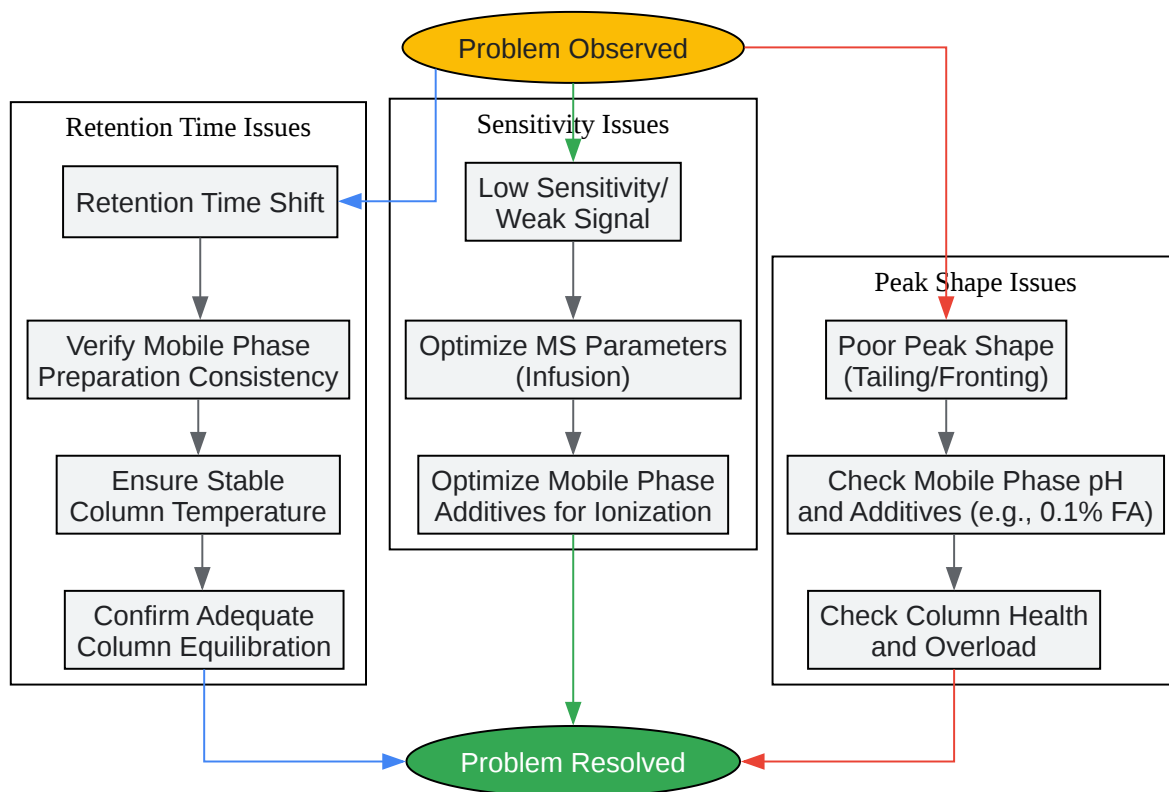 Problem Observed
Retention Time Issues
Retention Time Shift
Verify Mobile Phase
Preparation Consistency
Ensure Stable
Column Temperature
Confirm Adequate
Column Equilibration
Sensitivity Issues
Low Sensitivity/
Weak Signal
Optimize MS Parameters
(Infusion)
Optimize Mobile Phase
Additives for Ionization
Peak Shape Issues
Poor Peak Shape
(Tailing/Fronting)
Check Mobile Phase pH
and Additives (e.g., 0.1% FA)
Check Column Health
and Overload
Problem Resolved